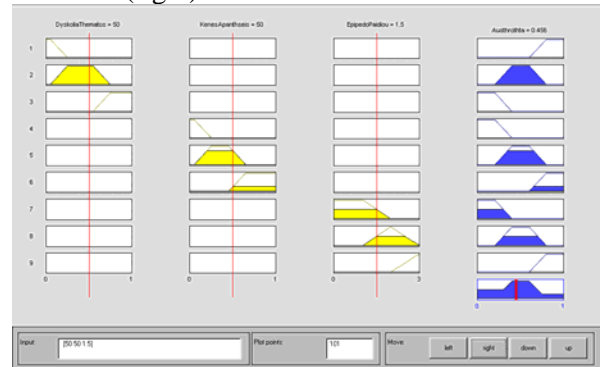 (right)
DyskoliaThematos = 50
KenesApanthseis = 50
EpipedoPaidiou = 1.5
Austhrothta = 0.456
1
2
3
4
5
6
7
8
9
0 1
0 1
0 3
0 1
Input: [50 50 1.5]
Plot points: 101
Move: left right down up